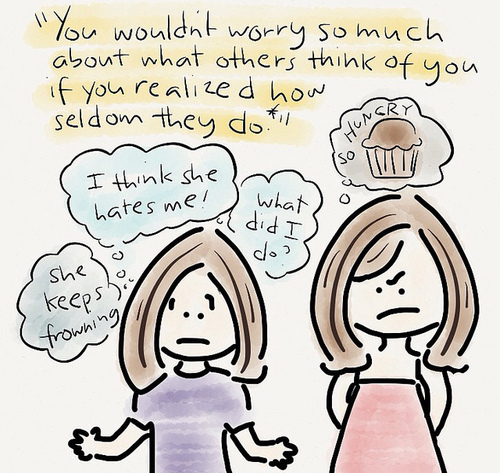 "You wouldn't worry so much
about what others think of you
if you realized how
seldom they do.*"
SO HUNGRY
I think she
hates me!
what
did I
do?
she
keeps
frowning